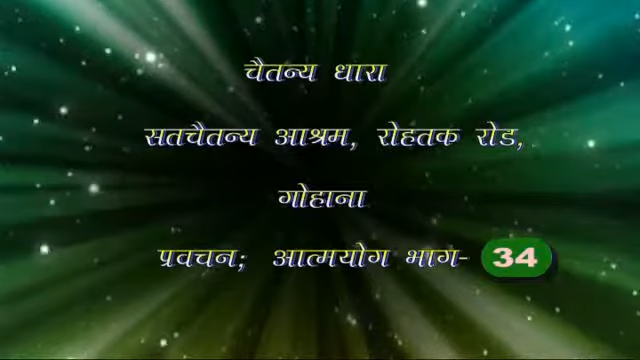 चैतन्य धारा
सतचैतन्य आश्रम, रोहतक रोड,
गोहाना
प्रवचन; आत्मयोग भाग- 34